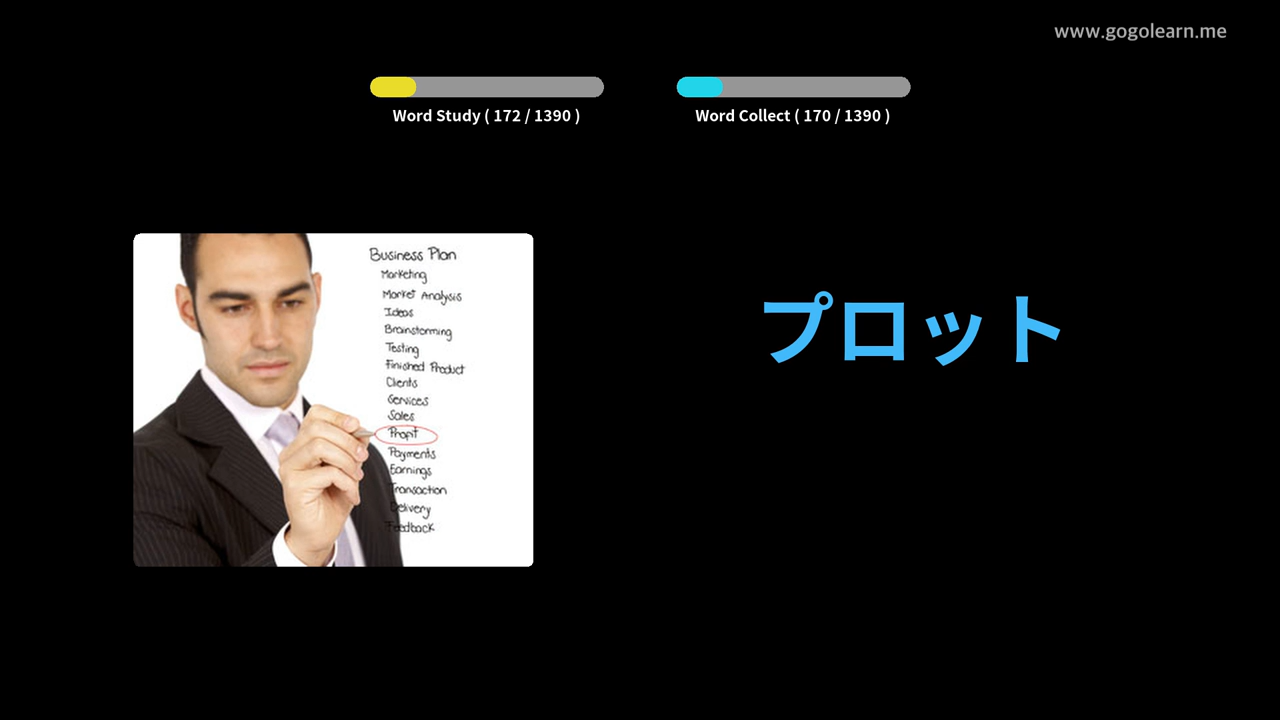 www.gogolearn.me
Word Study ( 172 / 1390 )
Word Collect ( 170 / 1390 )
Business Plan
Marketing
Market Analysis
Ideas
Brainstorming
Testing
Finished Product
Clients
Services
Sales
Profit
Payments
Earnings
Transaction
Delivery
Feedback
プロット